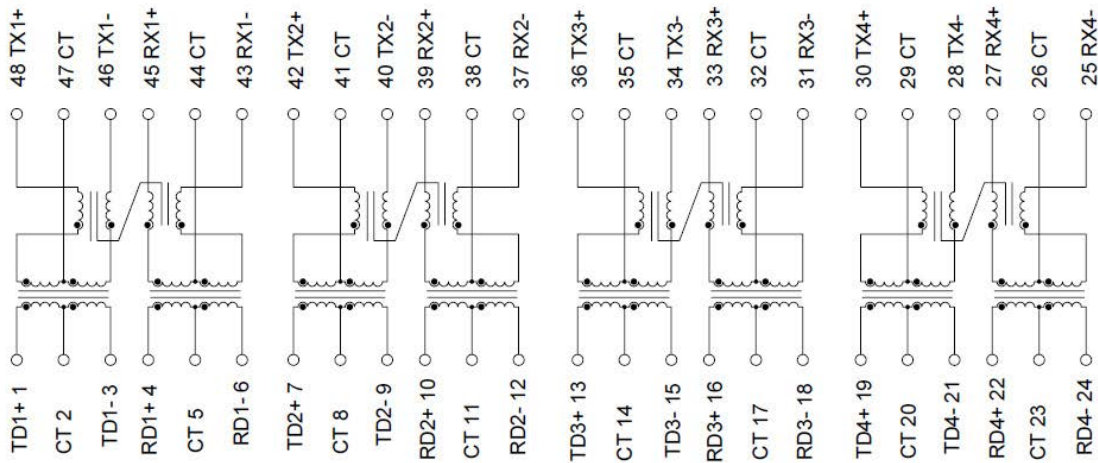 48 TX1+
47 CT
46 TX1-
45 RX1+
44 CT
43 RX1-
42 TX2+
41 CT
40 TX2-
39 RX2+
38 CT
37 RX2-
36 TX3+
35 CT
34 TX3-
33 RX3+
32 CT
31 RX3-
30 TX4+
29 CT
28 TX4-
27 RX4+
26 CT
25 RX4-
TD1+ 1
CT 2
TD1- 3
RD1+ 4
CT 5
RD1- 6
TD2+ 7
CT 8
TD2- 9
RD2+ 10
CT 11
RD2- 12
TD3+ 13
CT 14
TD3- 15
RD3+ 16
CT 17
RD3- 18
TD4+ 19
CT 20
TD4- 21
RD4+ 22
CT 23
RD4- 24